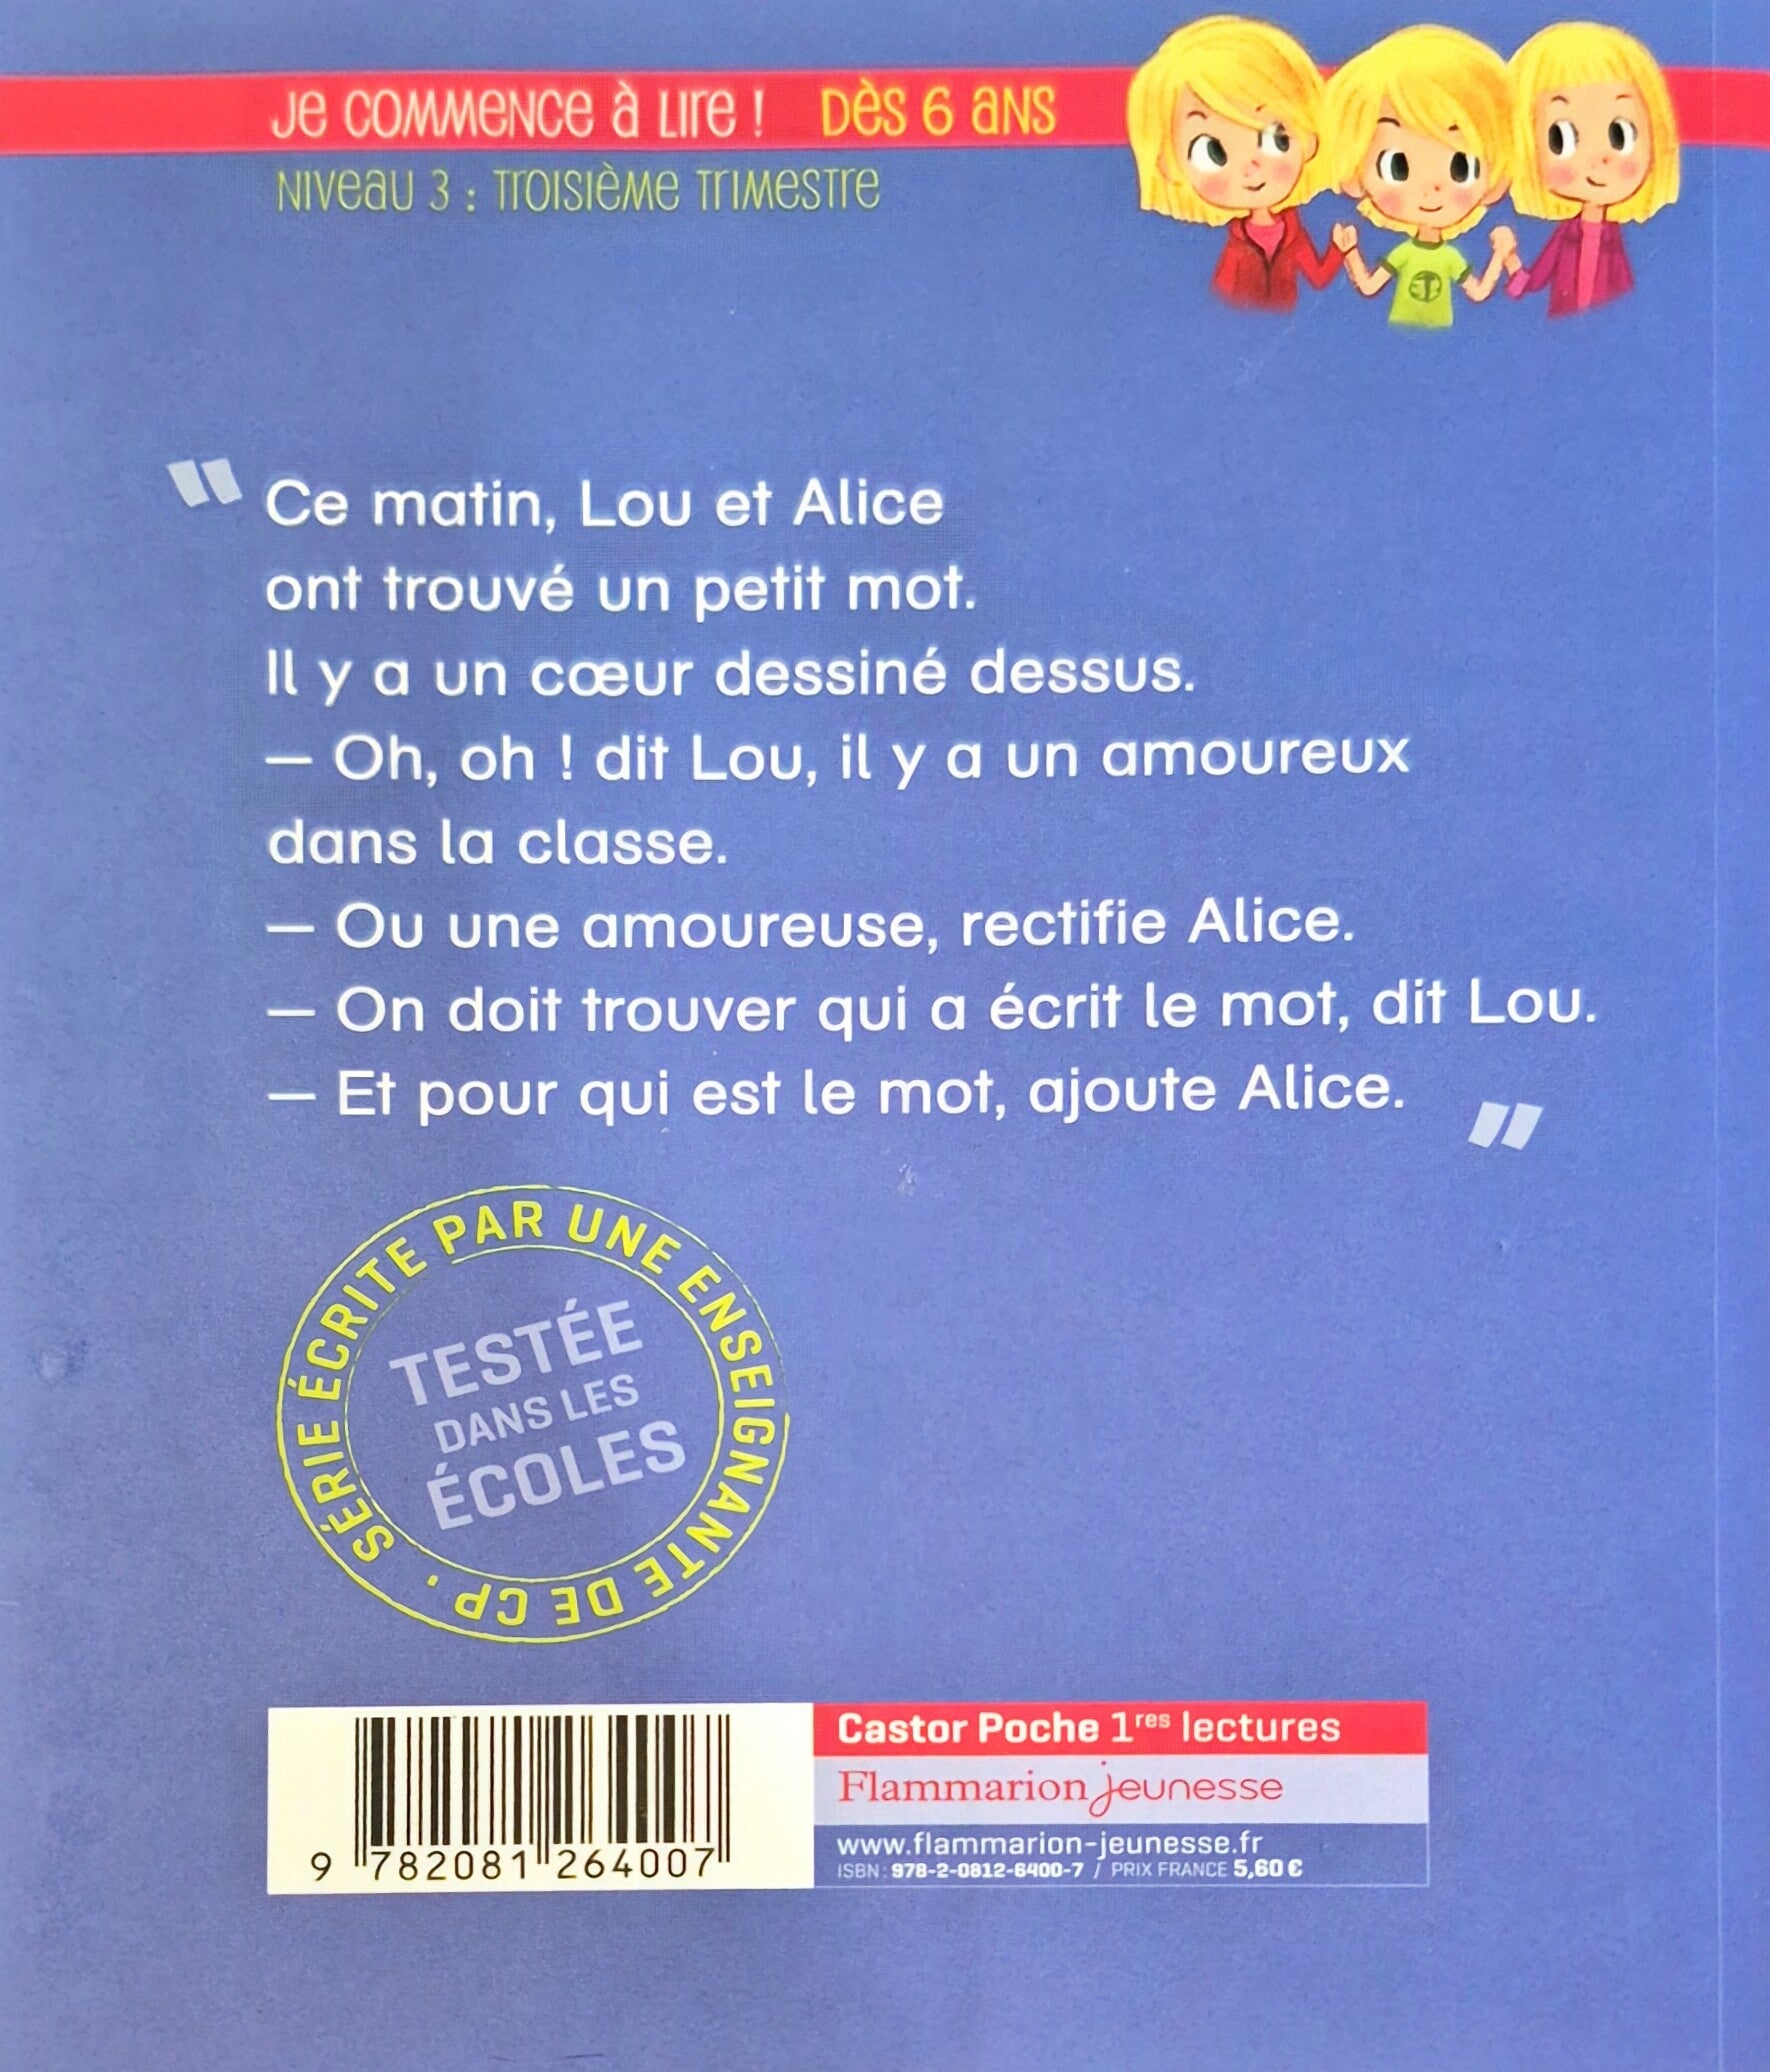 Je commence à lire ! Dès 6 ans
Niveau 3 : Troisième trimestre
“ Ce matin, Lou et Alice
ont trouvé un petit mot.
Il y a un cœur dessiné dessus.
– Oh, oh ! dit Lou, il y a un amoureux
dans la classe.
– Ou une amoureuse, rectifie Alice.
– On doit trouver qui a écrit le mot, dit Lou.
– Et pour qui est le mot, ajoute Alice. ”
SÉRIE ÉCRITE PAR UNE ENSEIGNANTE DE CP.
TESTÉE
DANS LES
ÉCOLES
9 782081 264007
Castor Poche 1res lectures
Flammarion jeunesse
www.flammarion-jeunesse.fr
ISBN : 978-2-0812-6400-7 / PRIX FRANCE 5,60 €